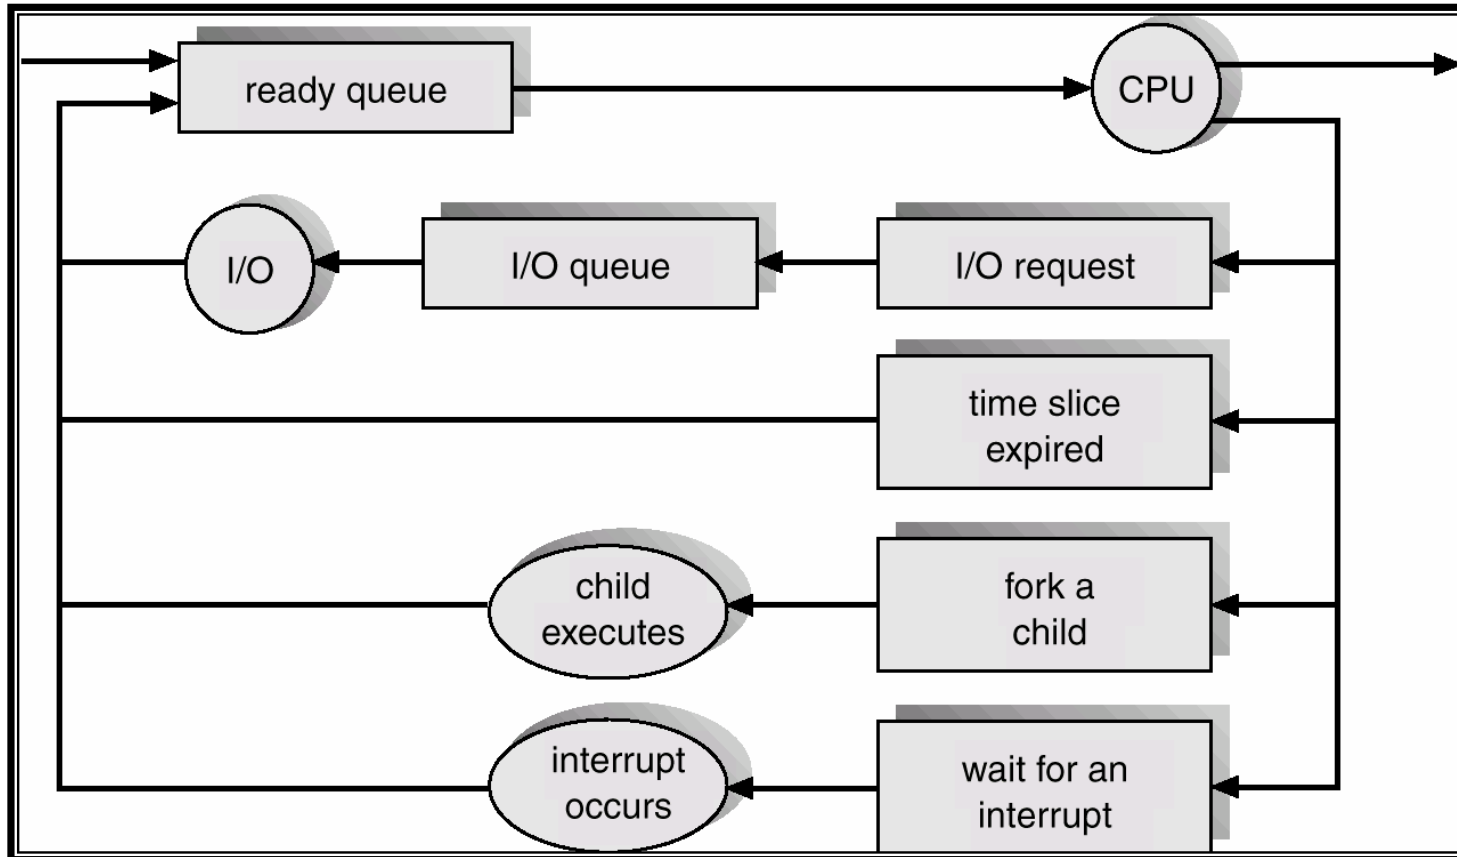 ready queue
CPU
I/O
I/O queue
I/O request
time slice
expired
child
executes
fork a
child
interrupt
occurs
wait for an
interrupt